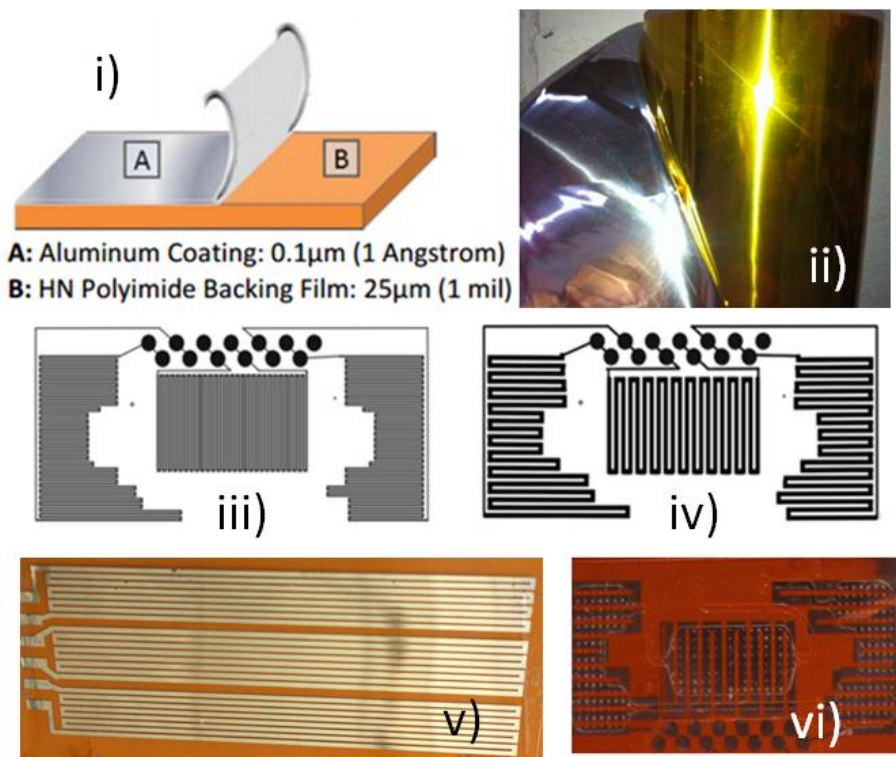 i)
A
B
A: Aluminum Coating: 0.1µm (1 Angstrom)
B: HN Polyimide Backing Film: 25µm (1 mil)
ii)
iii)
iv)
v)
vi)